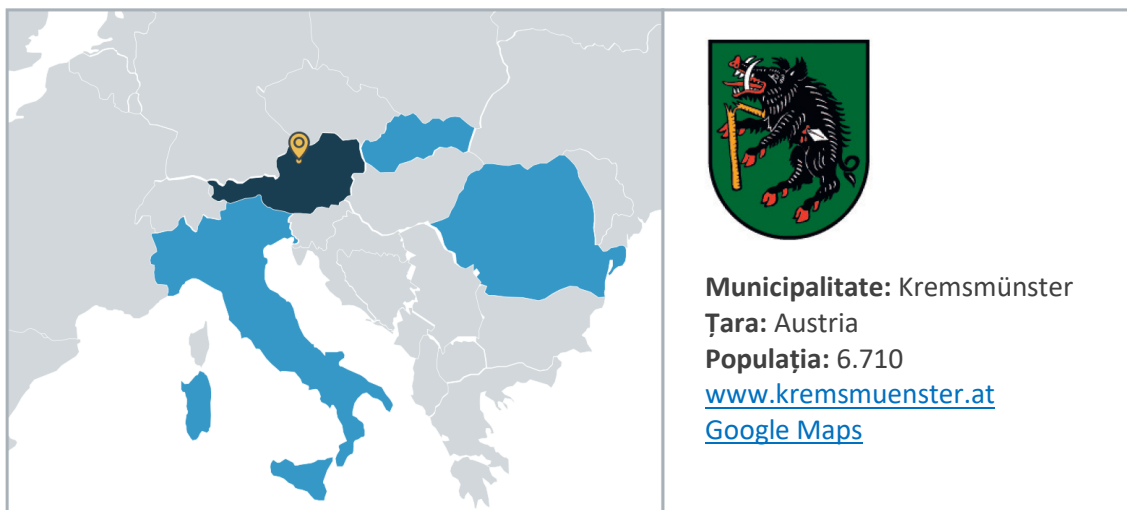 Municipalitate: Kremsmünster
Țara: Austria
Populația: 6.710
www.kremsmuenster.at
Google Maps